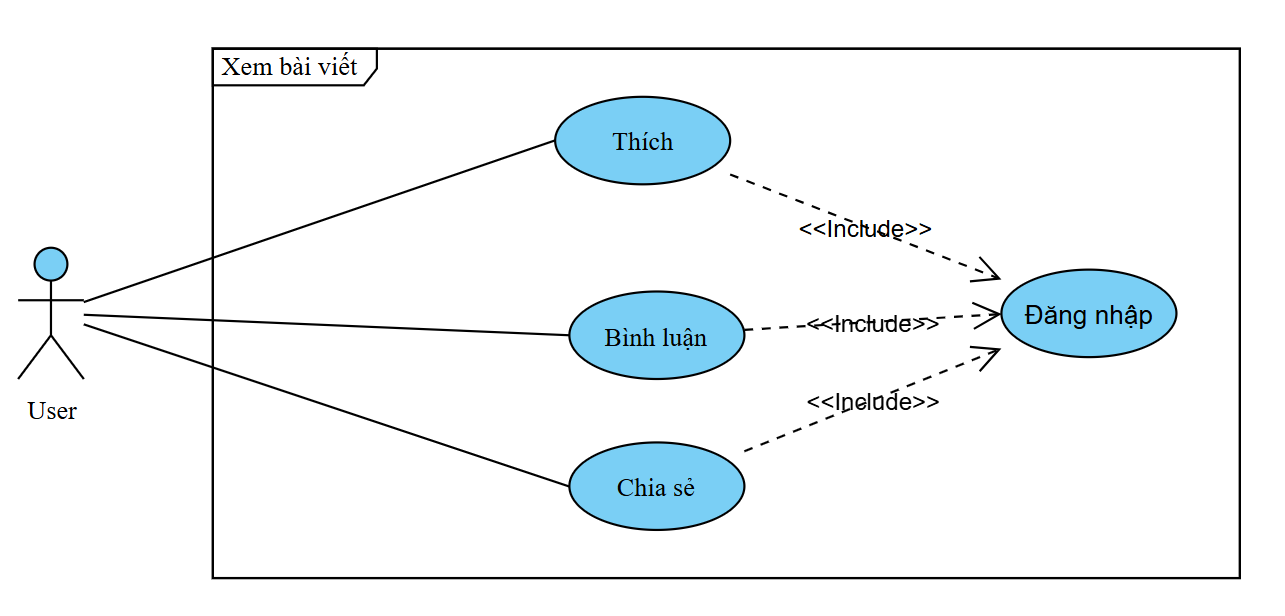 Xem bài viết
Thích
<<Include>>
Đăng nhập
Bình luận
<<Include>>
<<Include>>
User
Chia sẻ